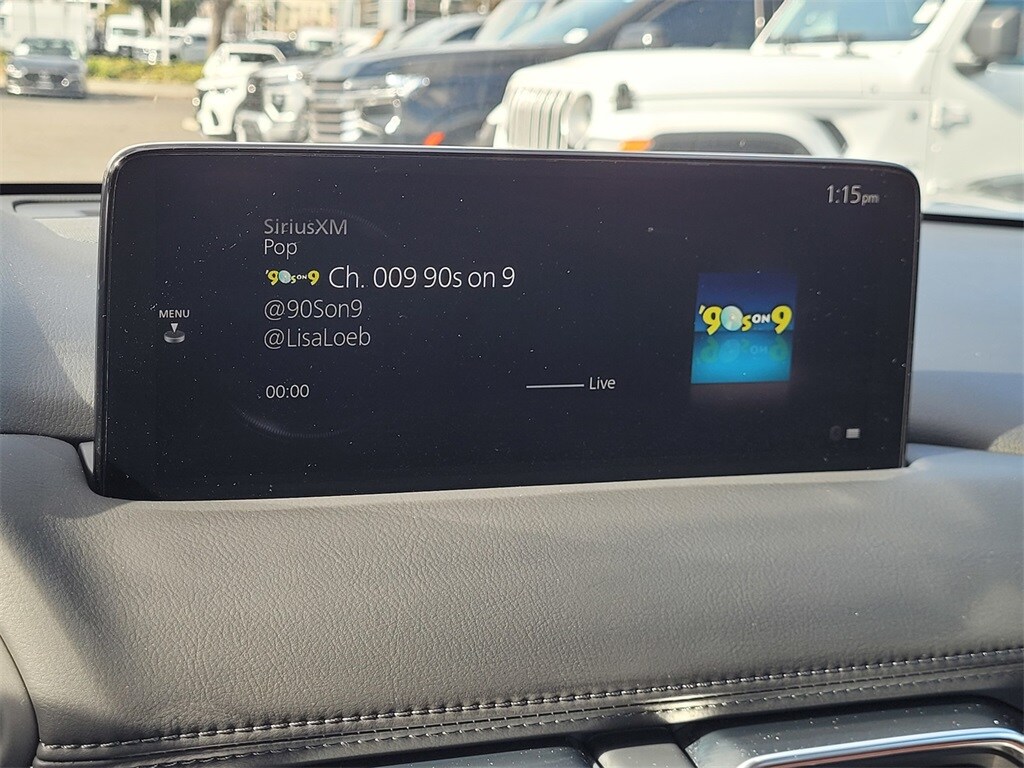 1:15pm
SiriusXM
Pop
'90s ON 9 Ch. 009 90s on 9
@90Son9
@LisaLoeb
MENU
'90s ON 9
00:00
Live